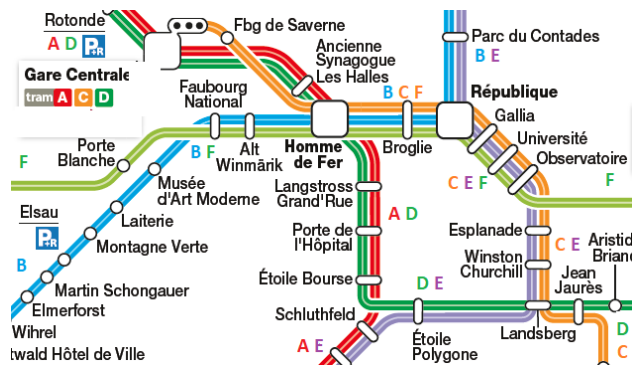 Rotonde
A D P+R
Fbg de Saverne
Parc du Contades
B E
Gare Centrale
tram A C D
Ancienne
Synagogue
Les Halles
Faubourg
National
B C F
République
Gallia
Université
Observatoire
Porte
Blanche
F
B F
Alt
Winmärik
Homme
de Fer
Broglie
C E F
F
Musée
d'Art Moderne
Langstross
Grand'Rue
A D
Elsau
P+R
Laiterie
Montagne Verte
Porte de
l'Hôpital
Esplanade
C E
Aristid
Brianc
Winston
Churchill
B
Martin Schongauer
Étoile Bourse
D E
Jean
Jaurès
Elmerforst
Schluthfeld
Wihrel
twald Hôtel de Ville
A E
Étoile
Polygone
Landsberg
D
C